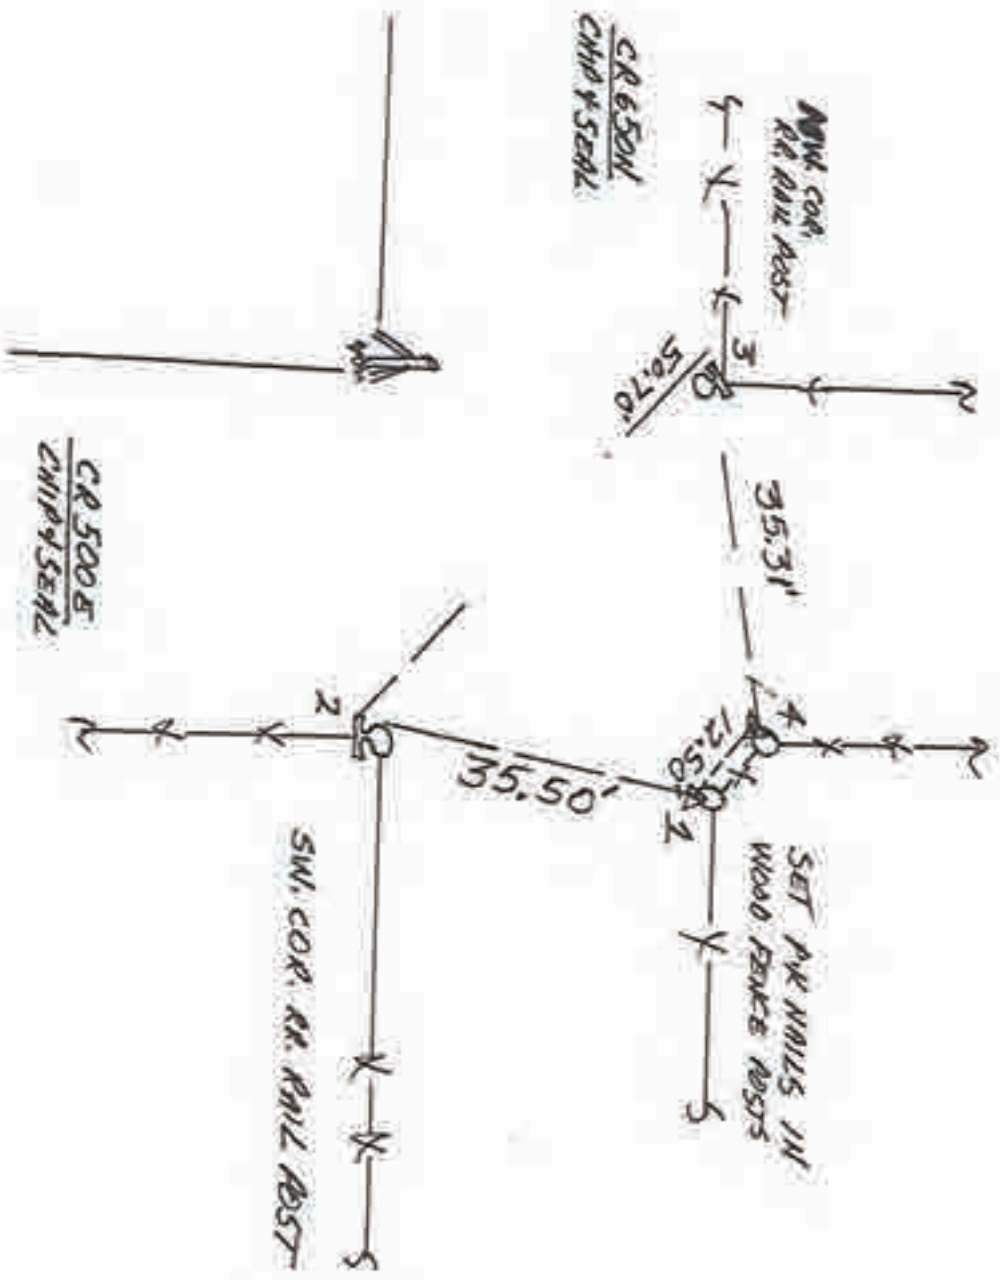 CR 650N
CHIP & SEAL
NW. COR.
RR RAIL POST
3
50.70'
35.31'
4
12.50
1
SET PK NAILS IN
WOOD FENCE POSTS
35.50'
2
CR 500E
CHIP & SEAL
SW. COR. RR. RAIL POST